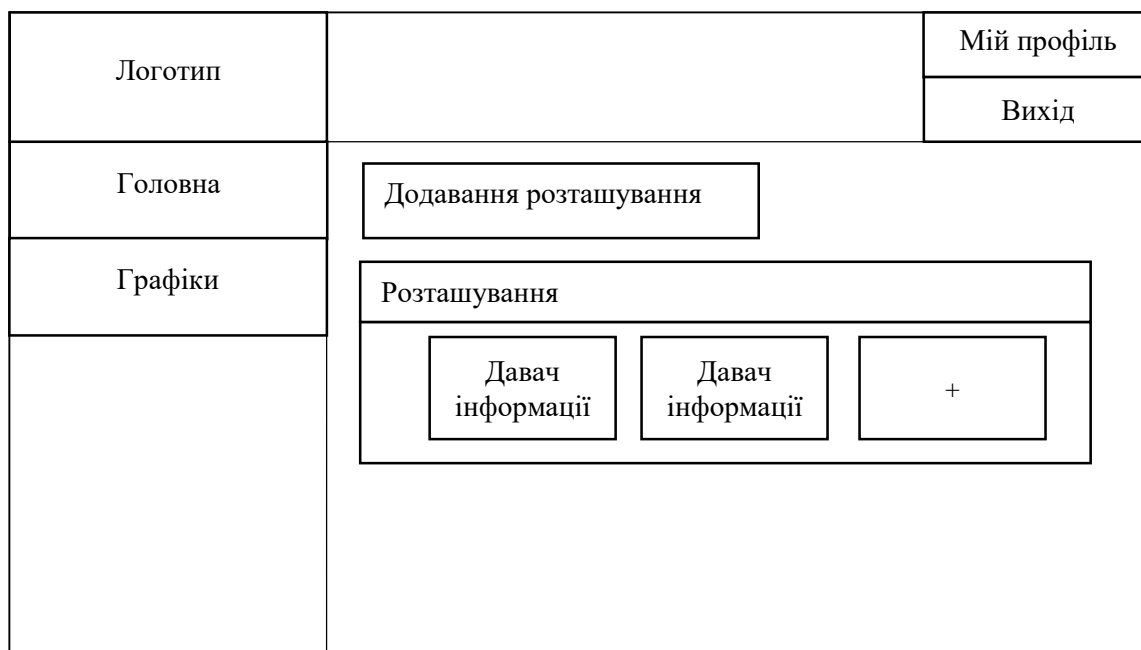 Логотип
Мій профіль
Вихід
Головна
Графіки
Додавання розташування
Розташування
Давач
інформації
Давач
інформації
+